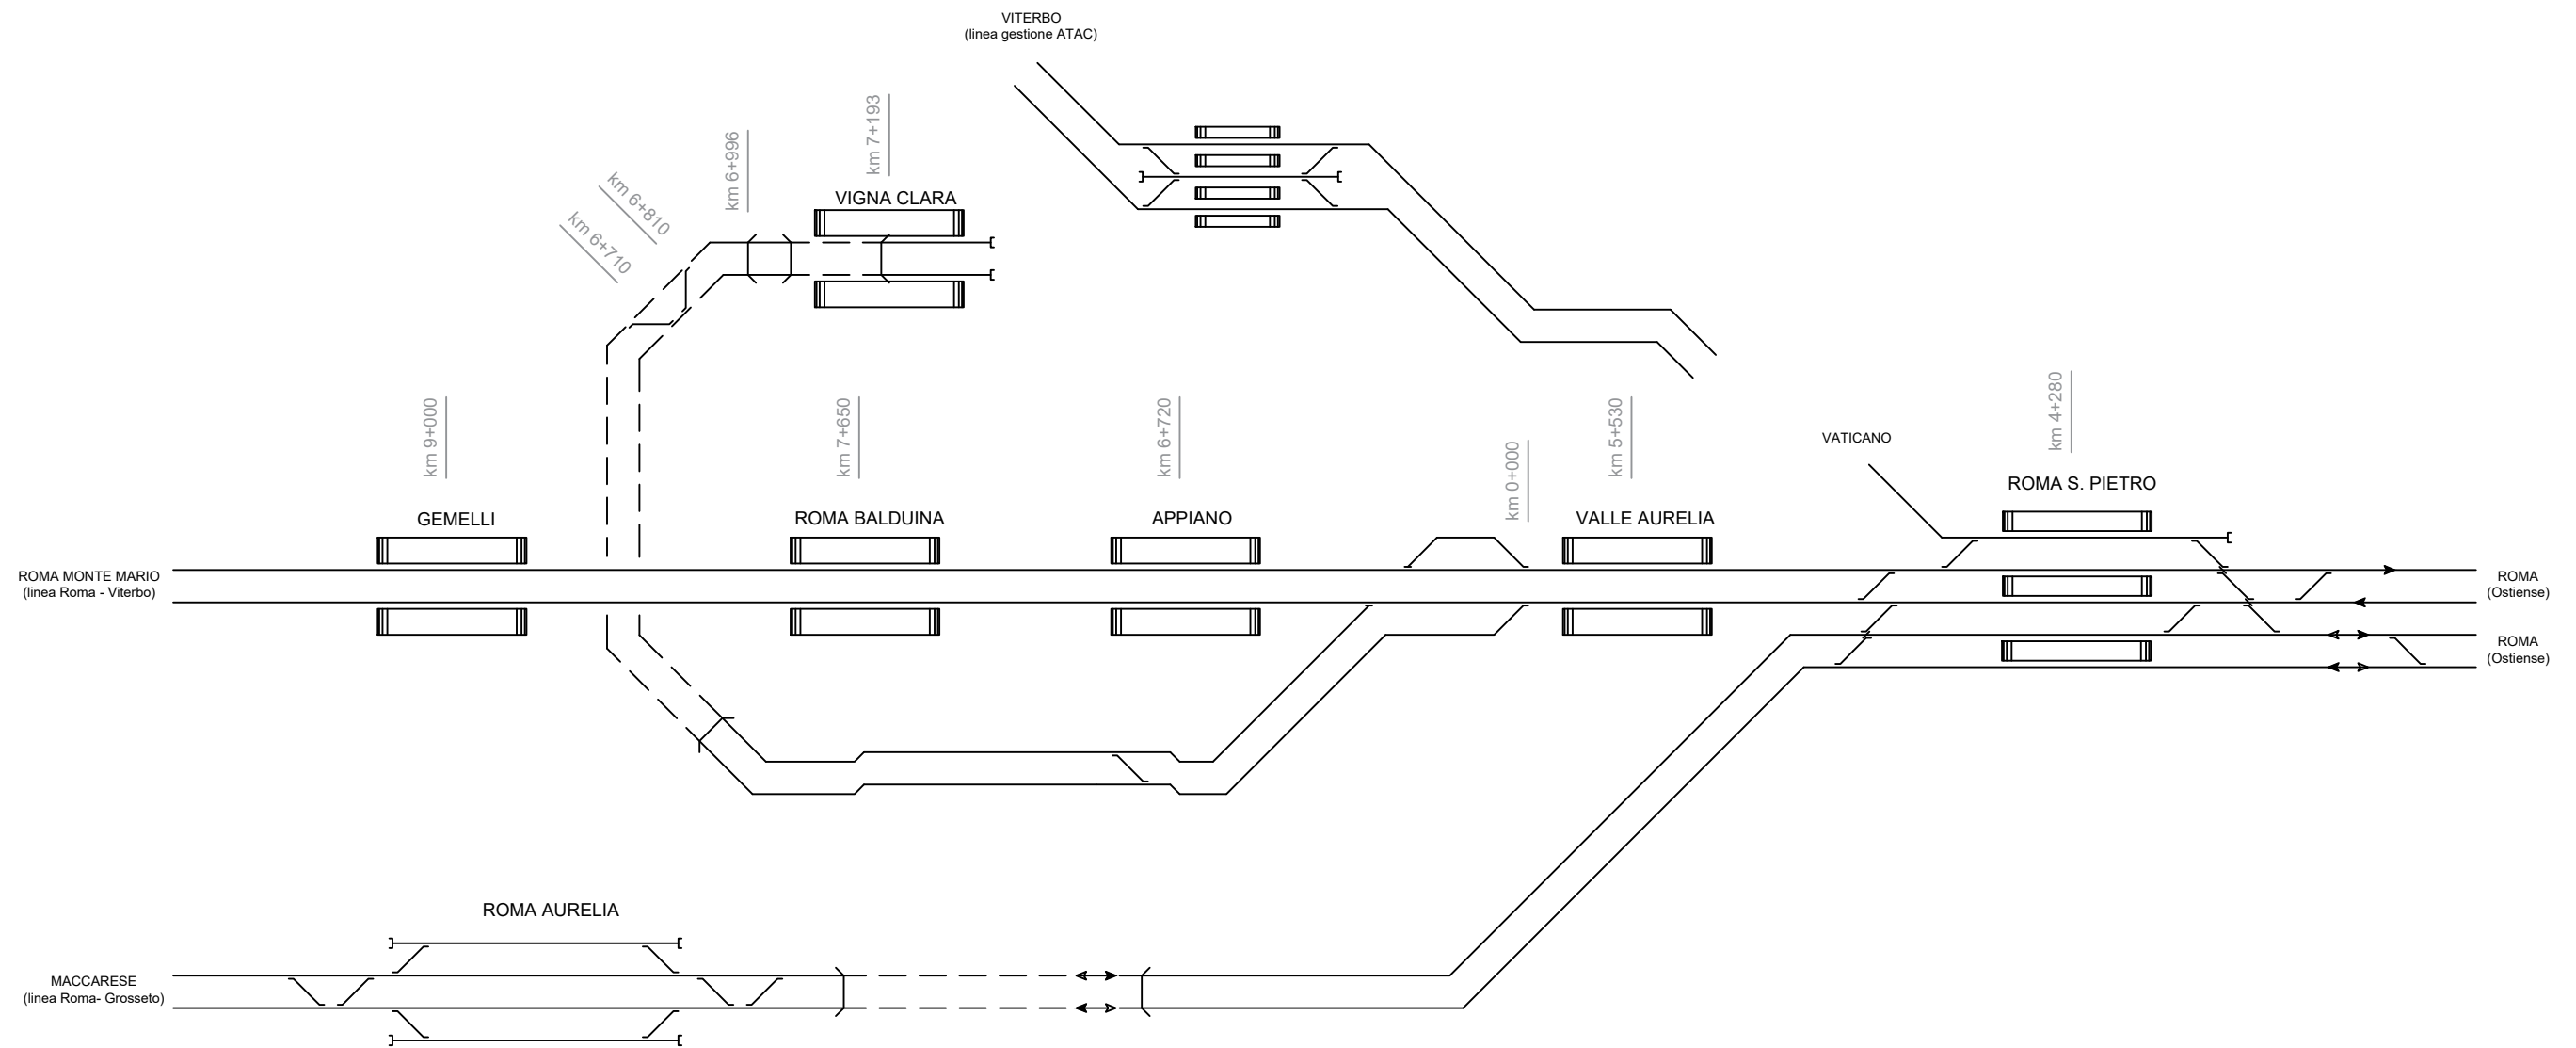 VITERBO
(linea gestione ATAC)
km 7+193
km 6+996
km 6+810
km 6+710
VIGNA CLARA
km 9+000
km 7+650
km 6+720
km 0+000
km 5+530
km 4+280
VATICANO
ROMA S. PIETRO
GEMELLI
ROMA BALDUINA
APPIANO
VALLE AURELIA
ROMA MONTE MARIO
(linea Roma - Viterbo)
ROMA
(Ostiense)
ROMA
(Ostiense)
ROMA AURELIA
MACCARESE
(linea Roma- Grosseto)